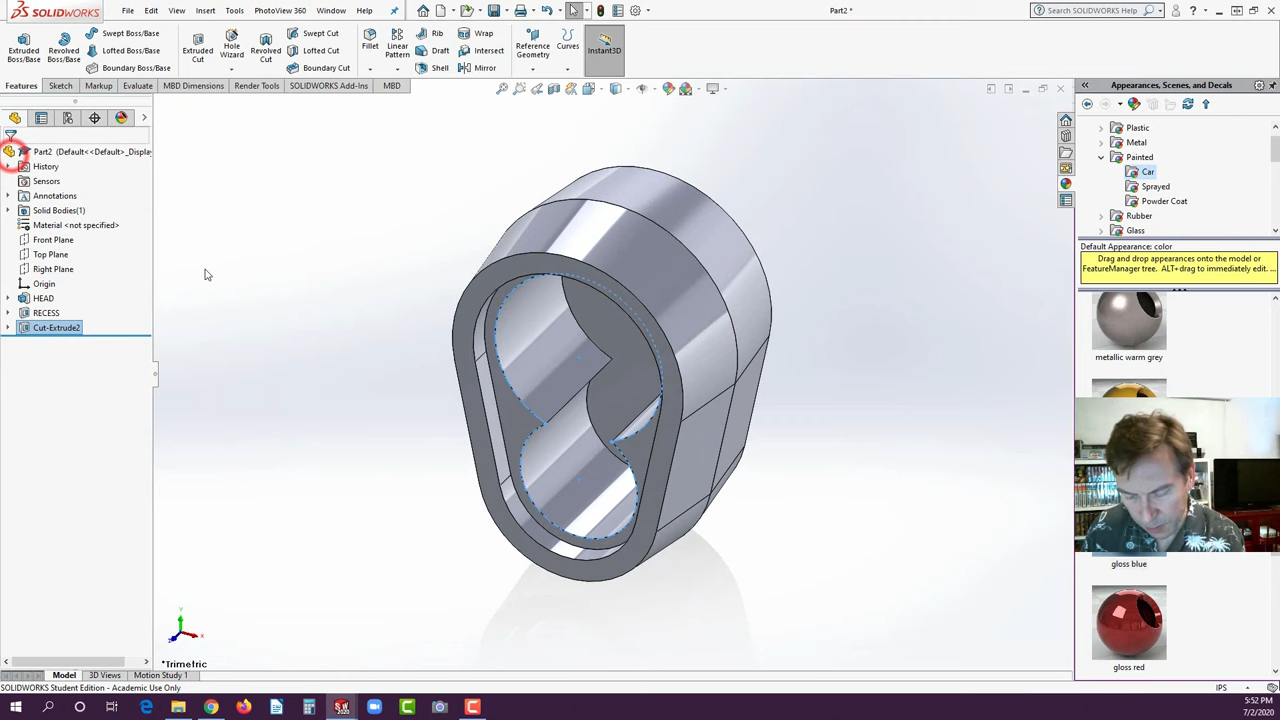 SOLIDWORKS File Edit View Insert Tools PhotoView 360 Window Help Part2 * Search SOLIDWORKS Help
Extruded Boss/Base
Revolved Boss/Base
Swept Boss/Base
Lofted Boss/Base
Boundary Boss/Base
Extruded Cut
Hole Wizard
Revolved Cut
Swept Cut
Lofted Cut
Boundary Cut
Fillet
Linear Pattern
Rib
Draft
Shell
Wrap
Intersect
Mirror
Reference Geometry
Curves
Instant3D
Features Sketch Markup Evaluate MBD Dimensions Render Tools SOLIDWORKS Add-Ins MBD
Part2 (Default<<Default>_Display
History
Sensors
Annotations
Solid Bodies(1)
Material <not specified>
Front Plane
Top Plane
Right Plane
Origin
HEAD
RECESS
Cut-Extrude2
Y
X
Z
*Trimetric
Appearances, Scenes, and Decals
Plastic
Metal
Painted
Car
Sprayed
Powder Coat
Rubber
Glass
Default Appearance: color
Drag and drop appearances onto the model or
FeatureManager tree. ALT+drag to immediately edit. ...
metallic warm grey
gloss blue
gloss red
Model 3D Views Motion Study 1
SOLIDWORKS Student Edition - Academic Use Only IPS
5:52 PM
7/2/2020